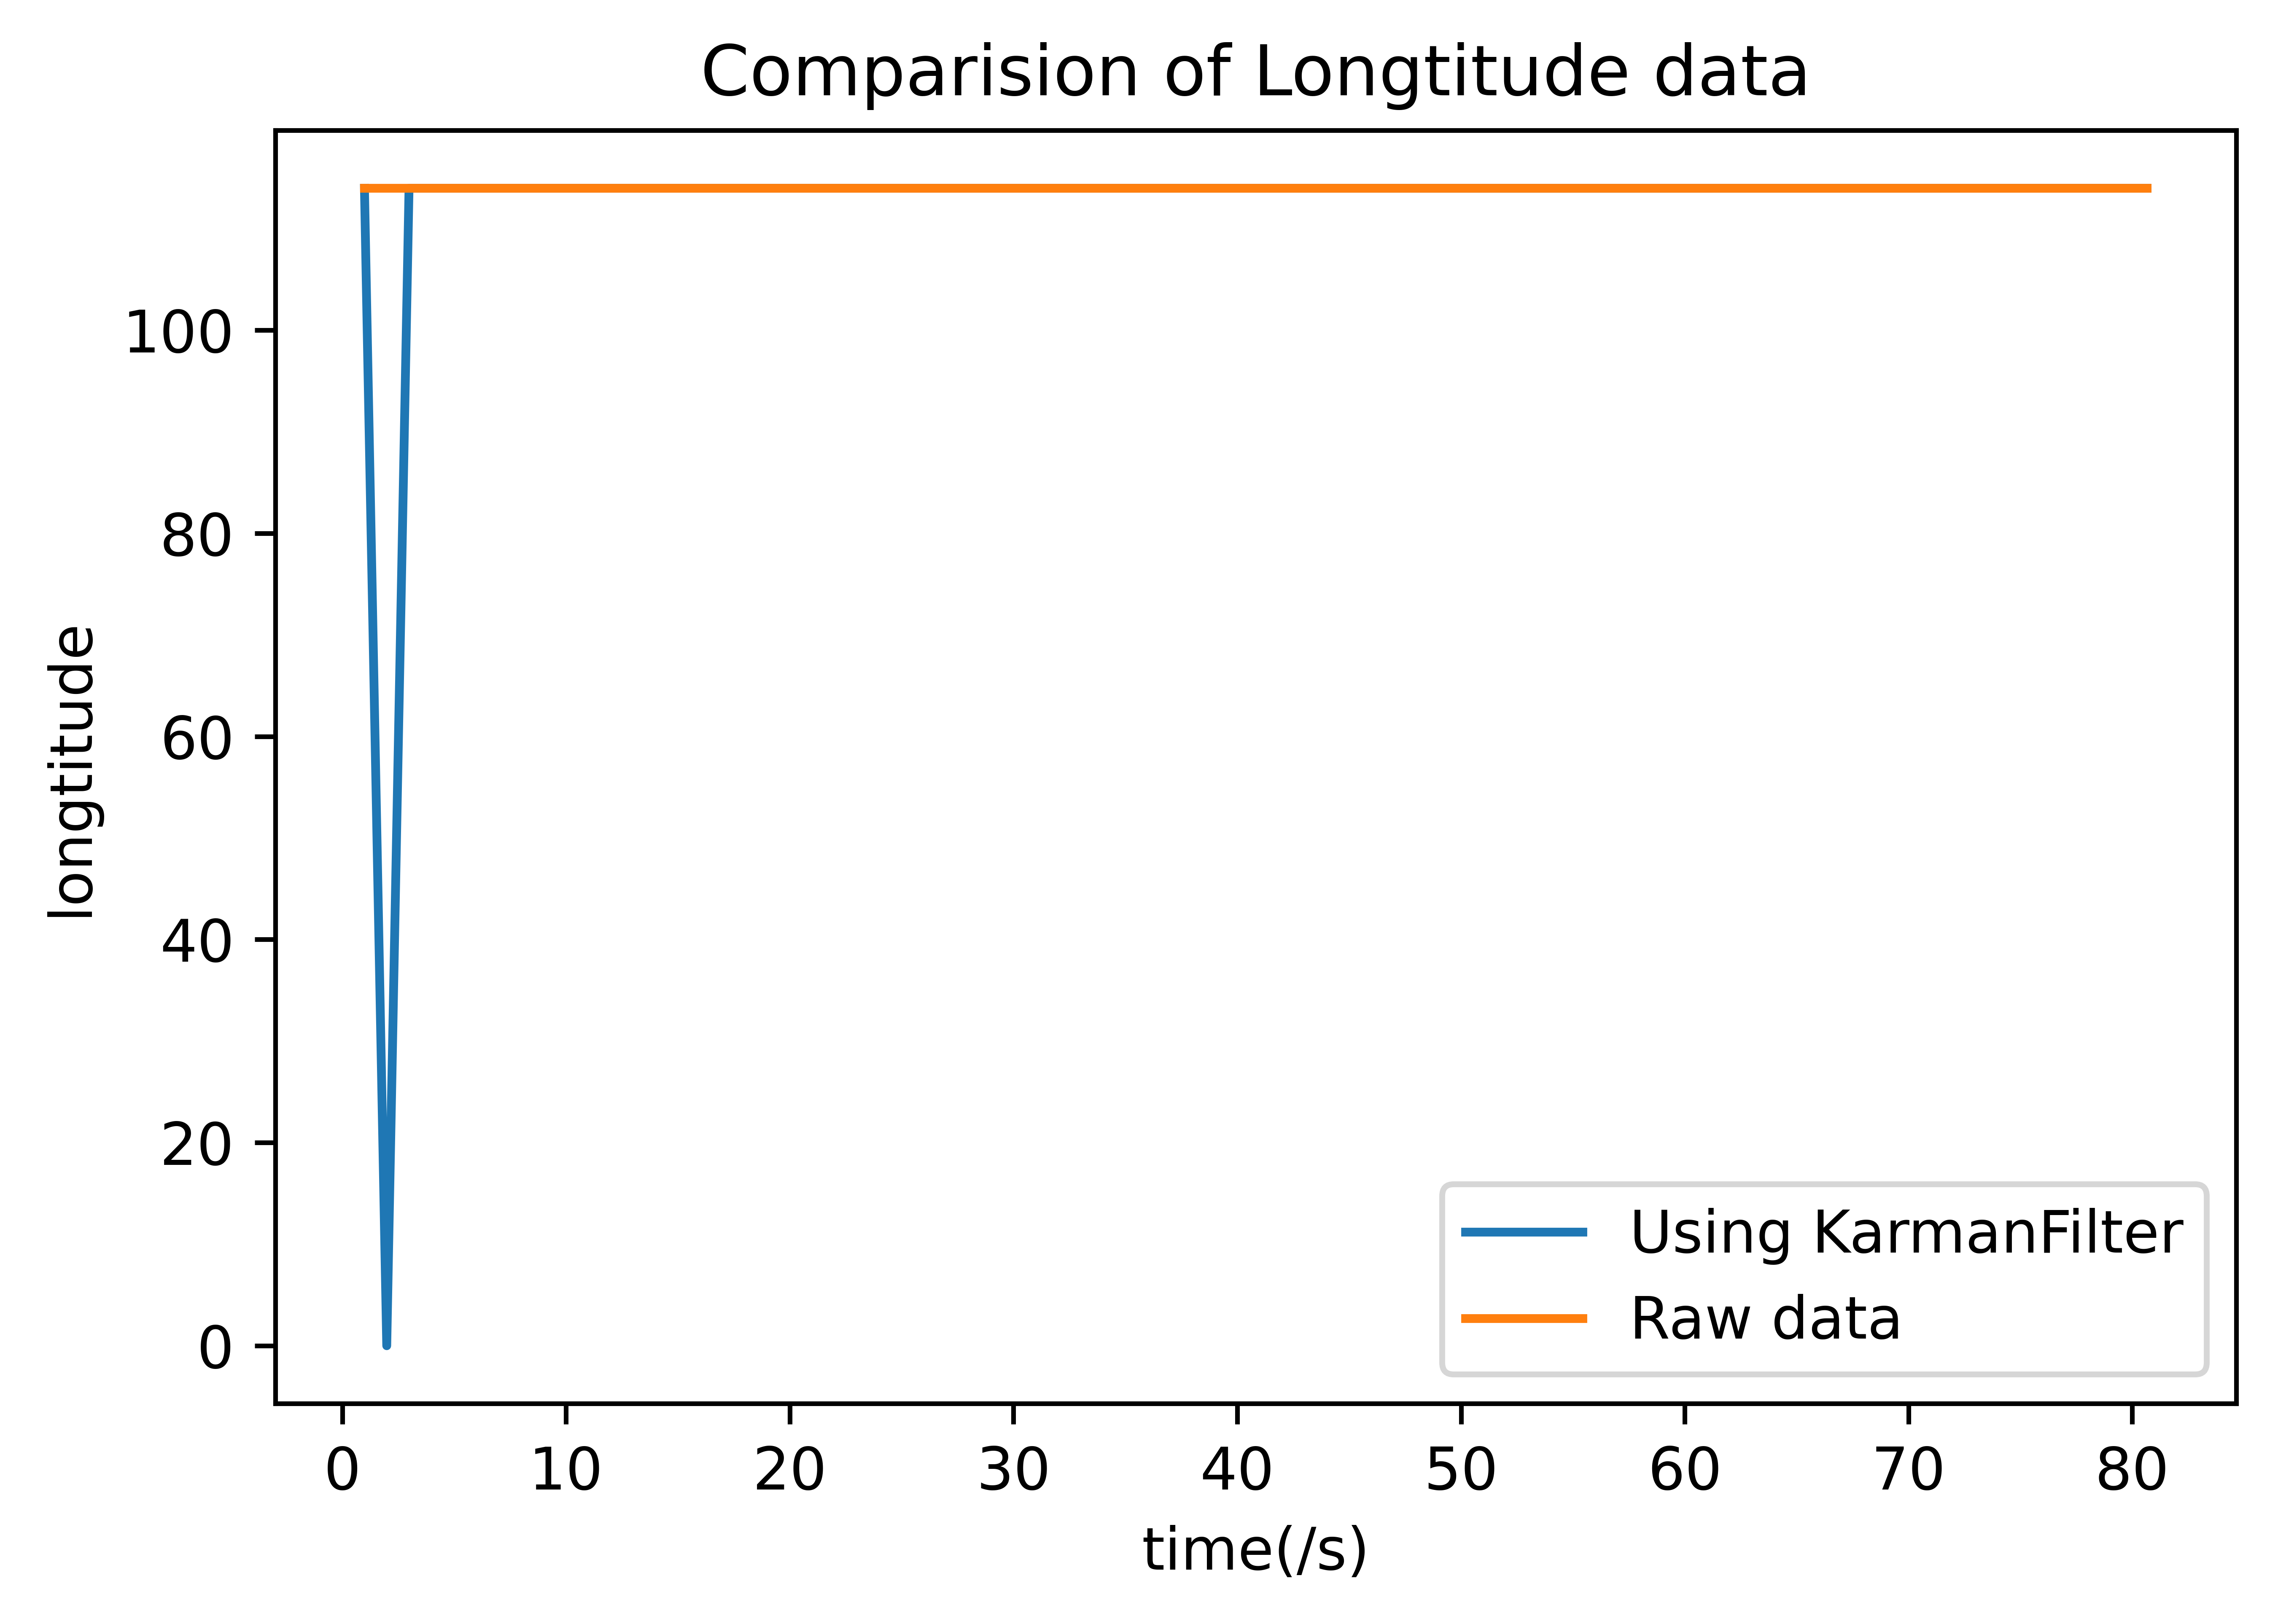 Comparision of Longtitude data
longtitude
100
80
60
40
20
0
Using KarmanFilter
Raw data
0 10 20 30 40 50 60 70 80
time(/s)